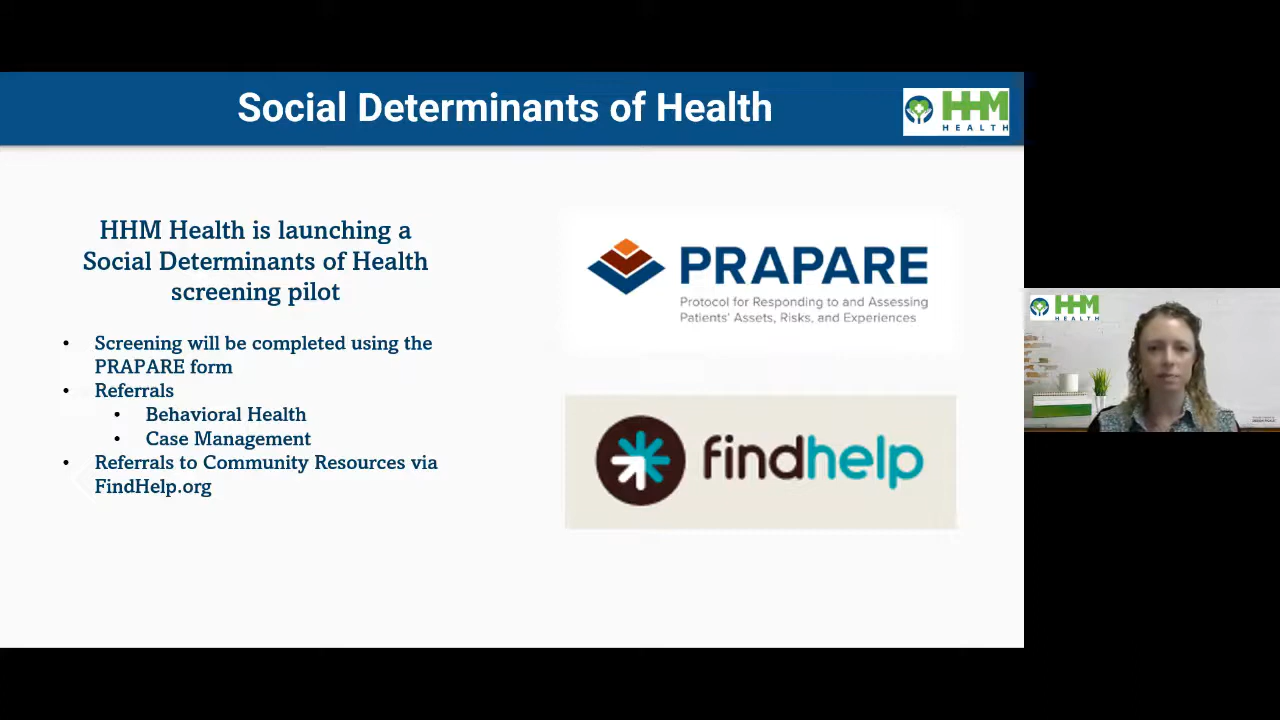 Social Determinants of Health
HHM
HEALTH
HHM Health is launching a
Social Determinants of Health
screening pilot
• Screening will be completed using the
PRAPARE form
• Referrals
• Behavioral Health
• Case Management
• Referrals to Community Resources via
FindHelp.org
PRAPARE
Protocol for Responding to and Assessing
Patients' Assets, Risks, and Experiences
findhelp
HHM
HEALTH